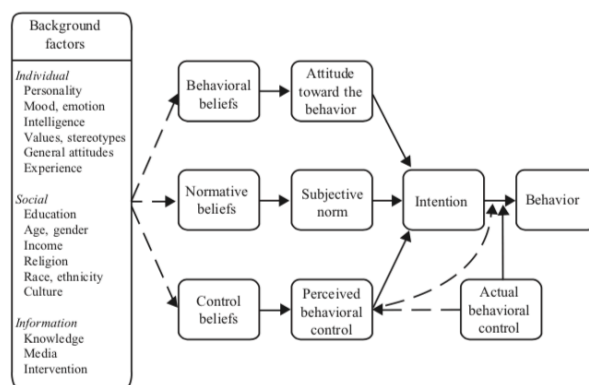 Background
factors
Individual
Personality
Mood, emotion
Intelligence
Values, stereotypes
General attitudes
Experience
Social
Education
Age, gender
Income
Religion
Race, ethnicity
Culture
Information
Knowledge
Media
Intervention
Behavioral
beliefs
Attitude
toward the
behavior
Normative
beliefs
Subjective
norm
Intention
Behavior
Control
beliefs
Perceived
behavioral
control
Actual
behavioral
control